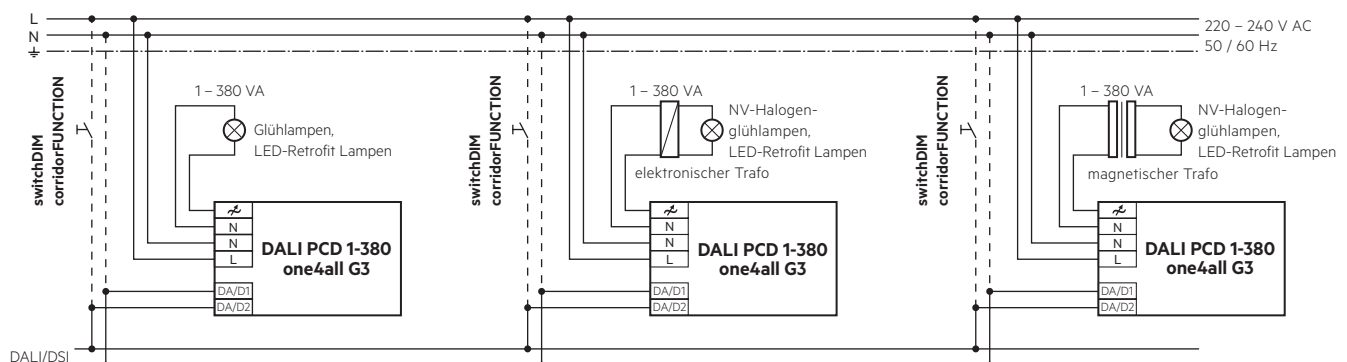 L
N
220 – 240 V AC
50 / 60 Hz
switchDIM
corridorFUNCTION
1 – 380 VA
Glühlampen,
LED-Retrofit Lampen
N
N
L
DA/D1
DA/D2
DALI PCD 1-380
one4all G3
switchDIM
corridorFUNCTION
1 – 380 VA
NV-Halogen-
glühlampen,
LED-Retrofit Lampen
elektronischer Trafo
N
N
L
DA/D1
DA/D2
DALI PCD 1-380
one4all G3
switchDIM
corridorFUNCTION
1 – 380 VA
NV-Halogen-
glühlampen,
LED-Retrofit Lampen
magnetischer Trafo
N
N
L
DA/D1
DA/D2
DALI PCD 1-380
one4all G3
DALI/DSI